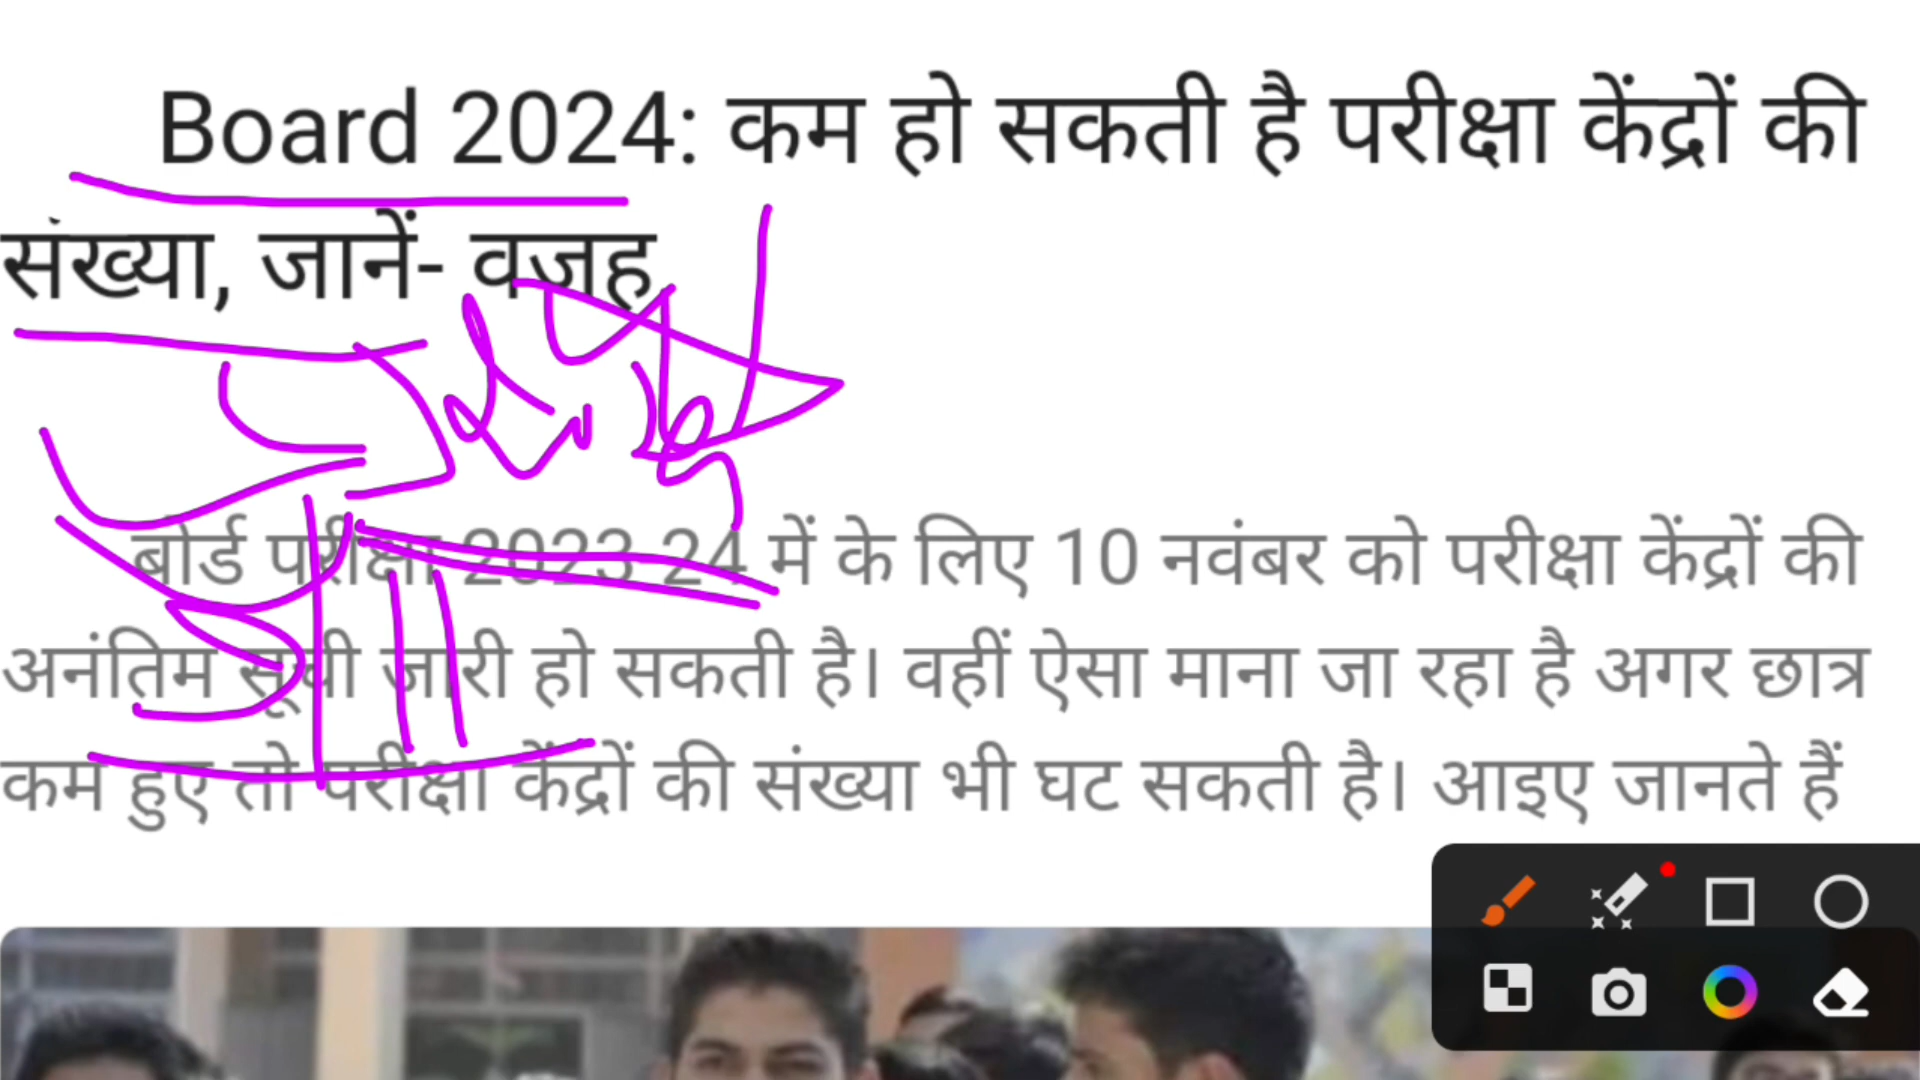 Board 2024: कम हो सकती है परीक्षा केंद्रों की
संख्या, जानें- वजह
बोर्ड परीक्षा 2023-24 में के लिए 10 नवंबर को परीक्षा केंद्रों की
अनंतिम सूची जारी हो सकती है। वहीं ऐसा माना जा रहा है अगर छात्र
कम हुए तो परीक्षा केंद्रों की संख्या भी घट सकती है। आइए जानते हैं